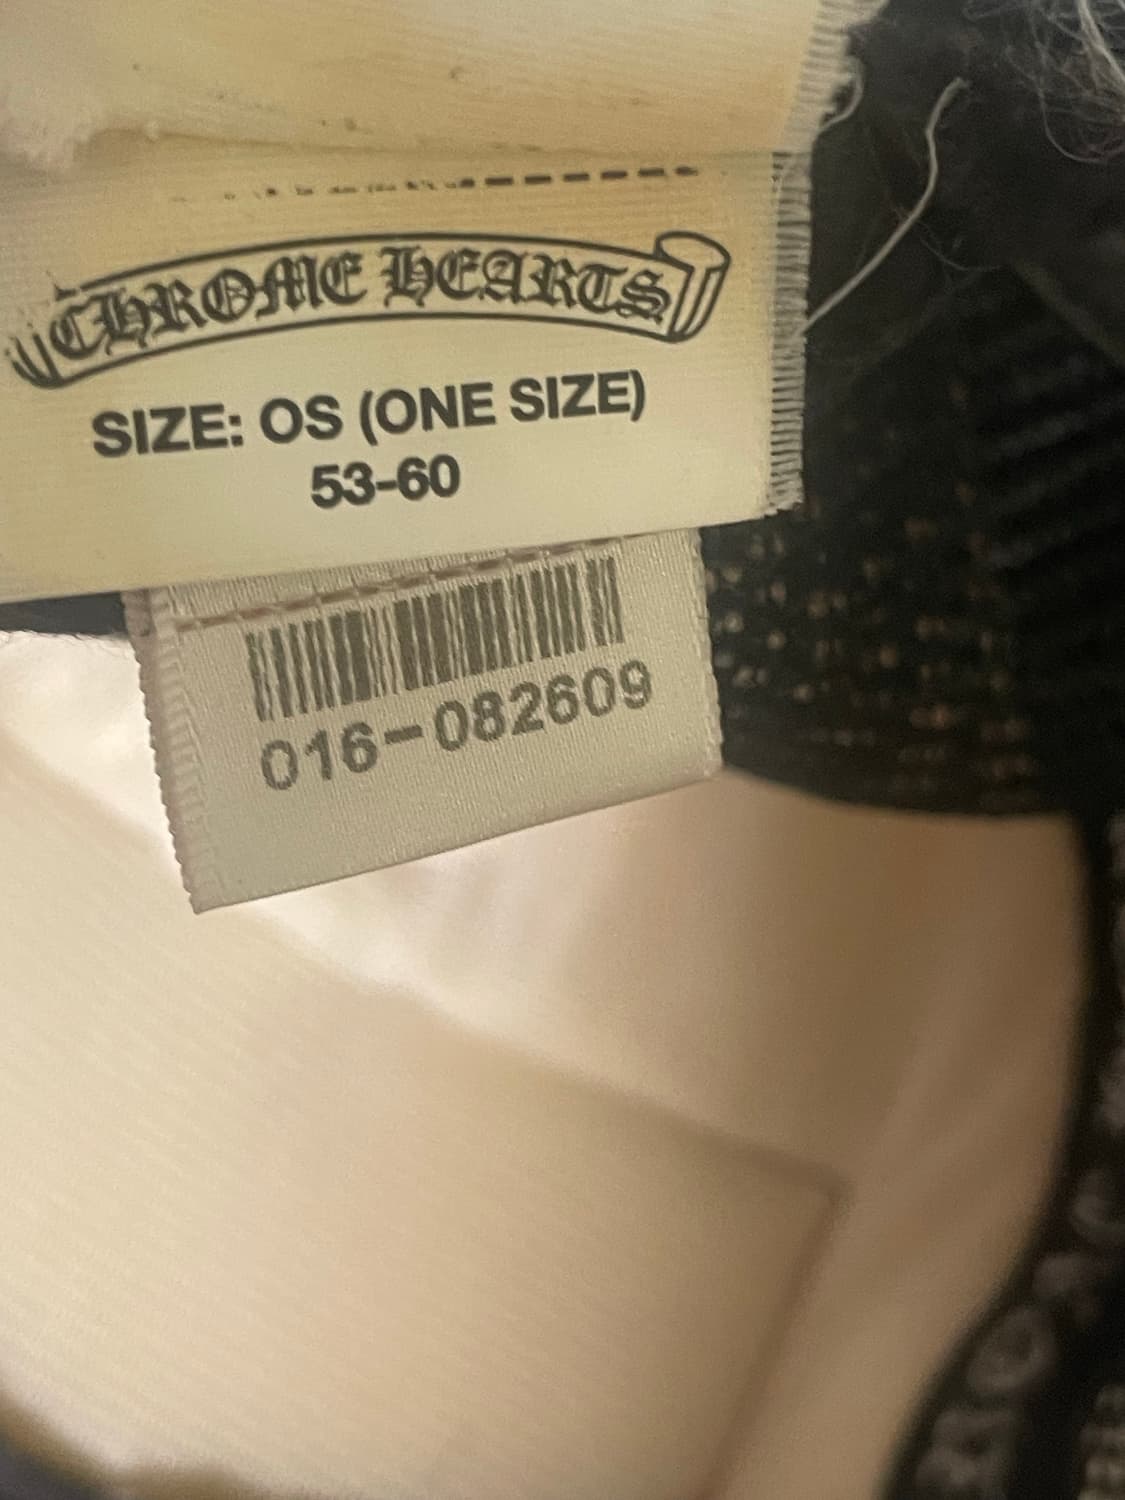 CHROME HEARTS
SIZE: OS (ONE SIZE)
53-60
016-082609